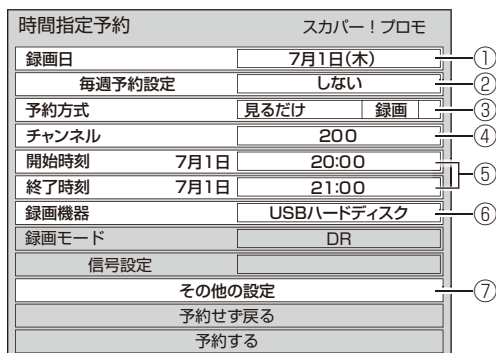 時間指定予約 スカパー!プロモ
録画日 7月1日(木) ①
毎週予約設定 しない ②
予約方式 見るだけ 録画 ③
チャンネル 200 ④
開始時刻 7月1日 20:00 ⑤
終了時刻 7月1日 21:00
録画機器 USBハードディスク ⑥
録画モード DR
信号設定
その他の設定 ⑦
予約せず戻る
予約する